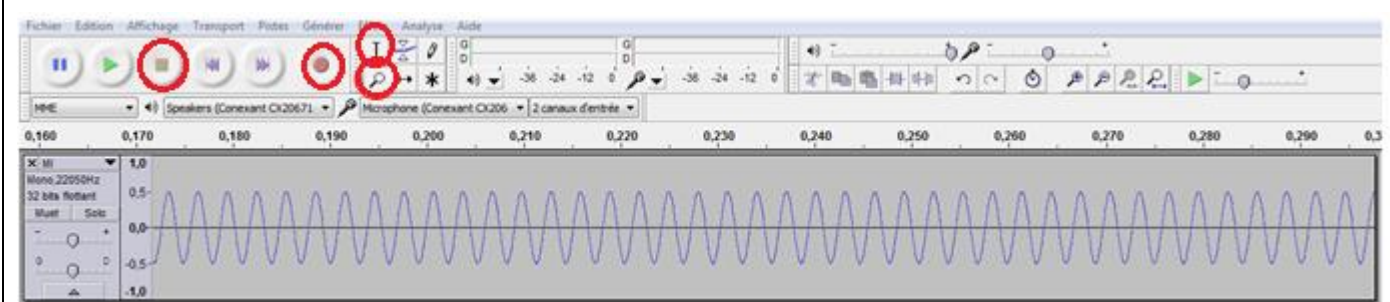 Fichier Edition Affichage Transport Pistes Générer Analyse Aide
G G
D D
-36 -24 -12 0 -36 -24 -12 0
MME Speakers (Conexant CX20671 Microphone (Conexant CX206 2 canaux d'entrée
0,160 0,170 0,180 0,190 0,200 0,210 0,220 0,230 0,240 0,250 0,260 0,270 0,280 0,290 0,3
X 1,0
Mono,22050Hz
32 bits flottant 0,5
Muet Solo
- + 0,0
-0,5
-1,0